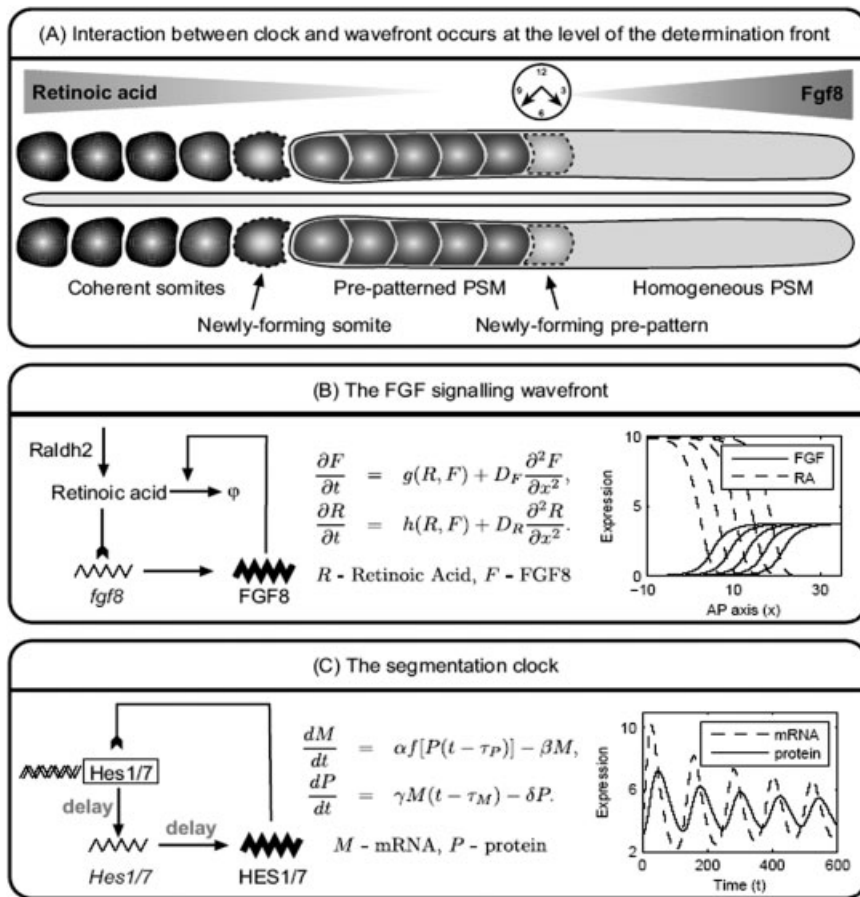 (A) Interaction between clock and wavefront occurs at the level of the determination front
Retinoic acid
12
9 3
6
Fgf8
Coherent somites Pre-patterned PSM Homogeneous PSM
Newly-forming somite Newly-forming pre-pattern
(B) The FGF signalling wavefront
Raldh2
Retinoic acid φ
fgf8 FGF8
∂F/∂t = g(R, F) + D_F ∂²F/∂x²,
∂R/∂t = h(R, F) + D_R ∂²R/∂x².
R - Retinoic Acid, F - FGF8
Expression
10
5
0
FGF
RA
−10 10 30
AP axis (x)
(C) The segmentation clock
Hes1/7
delay
delay
Hes1/7 HES1/7
dM/dt = αf[P(t − τ_P)] − βM,
dP/dt = γM(t − τ_M) − δP.
M - mRNA, P - protein
Expression
10
6
2
mRNA
protein
0 200 400 600
Time (t)